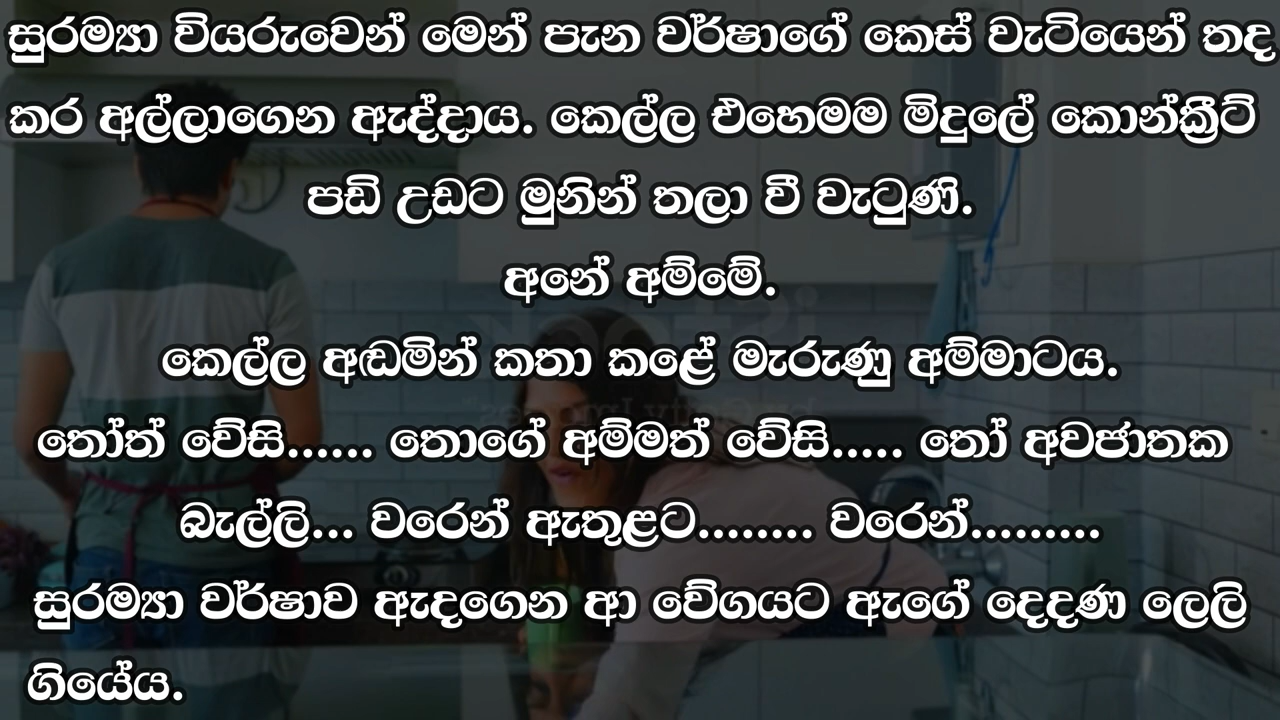 සුරම්‍යා වියරුවෙන් මෙන් පැන වර්ෂාගේ කෙස් වැටියෙන් තද
කර අල්ලාගෙන ඇද්දාය. කෙල්ල එහෙමම මිදුලේ කොන්ක්‍රීට්
පඩි උඩට මුනින් තලා වී වැටුණි.
අනේ අම්මේ.
කෙල්ල අඬමින් කතා කළේ මැරුණු අම්මාටය.
තෝත් වේසි...... තොගේ අම්මත් වේසි..... තෝ අවජාතක
බැල්ලි... වරෙන් ඇතුළට........ වරෙන්..........
සුරම්‍යා වර්ෂාව ඇදගෙන ආ වේගයට ඇගේ දෙදණ ලෙලි
ගියේය.